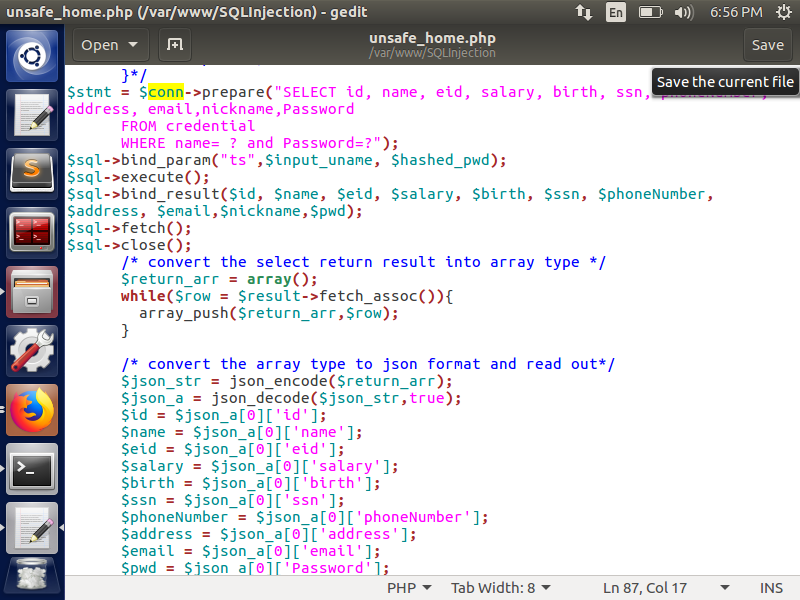 unsafe_home.php (/var/www/SQLInjection) - gedit
En
6:56 PM
Open
unsafe_home.php
/var/www/SQLInjection
Save
Save the current file
}*/
$stmt = $conn->prepare("SELECT id, name, eid, salary, birth, ssn,
address, email,nickname,Password
FROM credential
WHERE name= ? and Password=?");
$sql->bind_param("ts",$input_uname, $hashed_pwd);
$sql->execute();
$sql->bind_result($id, $name, $eid, $salary, $birth, $ssn, $phoneNumber,
$address, $email,$nickname,$pwd);
$sql->fetch();
$sql->close();
/* convert the select return result into array type */
$return_arr = array();
while($row = $result->fetch_assoc()){
array_push($return_arr,$row);
}
/* convert the array type to json format and read out*/
$json_str = json_encode($return_arr);
$json_a = json_decode($json_str,true);
$id = $json_a[0]['id'];
$name = $json_a[0]['name'];
$eid = $json_a[0]['eid'];
$salary = $json_a[0]['salary'];
$birth = $json_a[0]['birth'];
$ssn = $json_a[0]['ssn'];
$phoneNumber = $json_a[0]['phoneNumber'];
$address = $json_a[0]['address'];
$email = $json_a[0]['email'];
$pwd = $json_a[0]['Password'];
PHP
Tab Width: 8
Ln 87, Col 17
INS